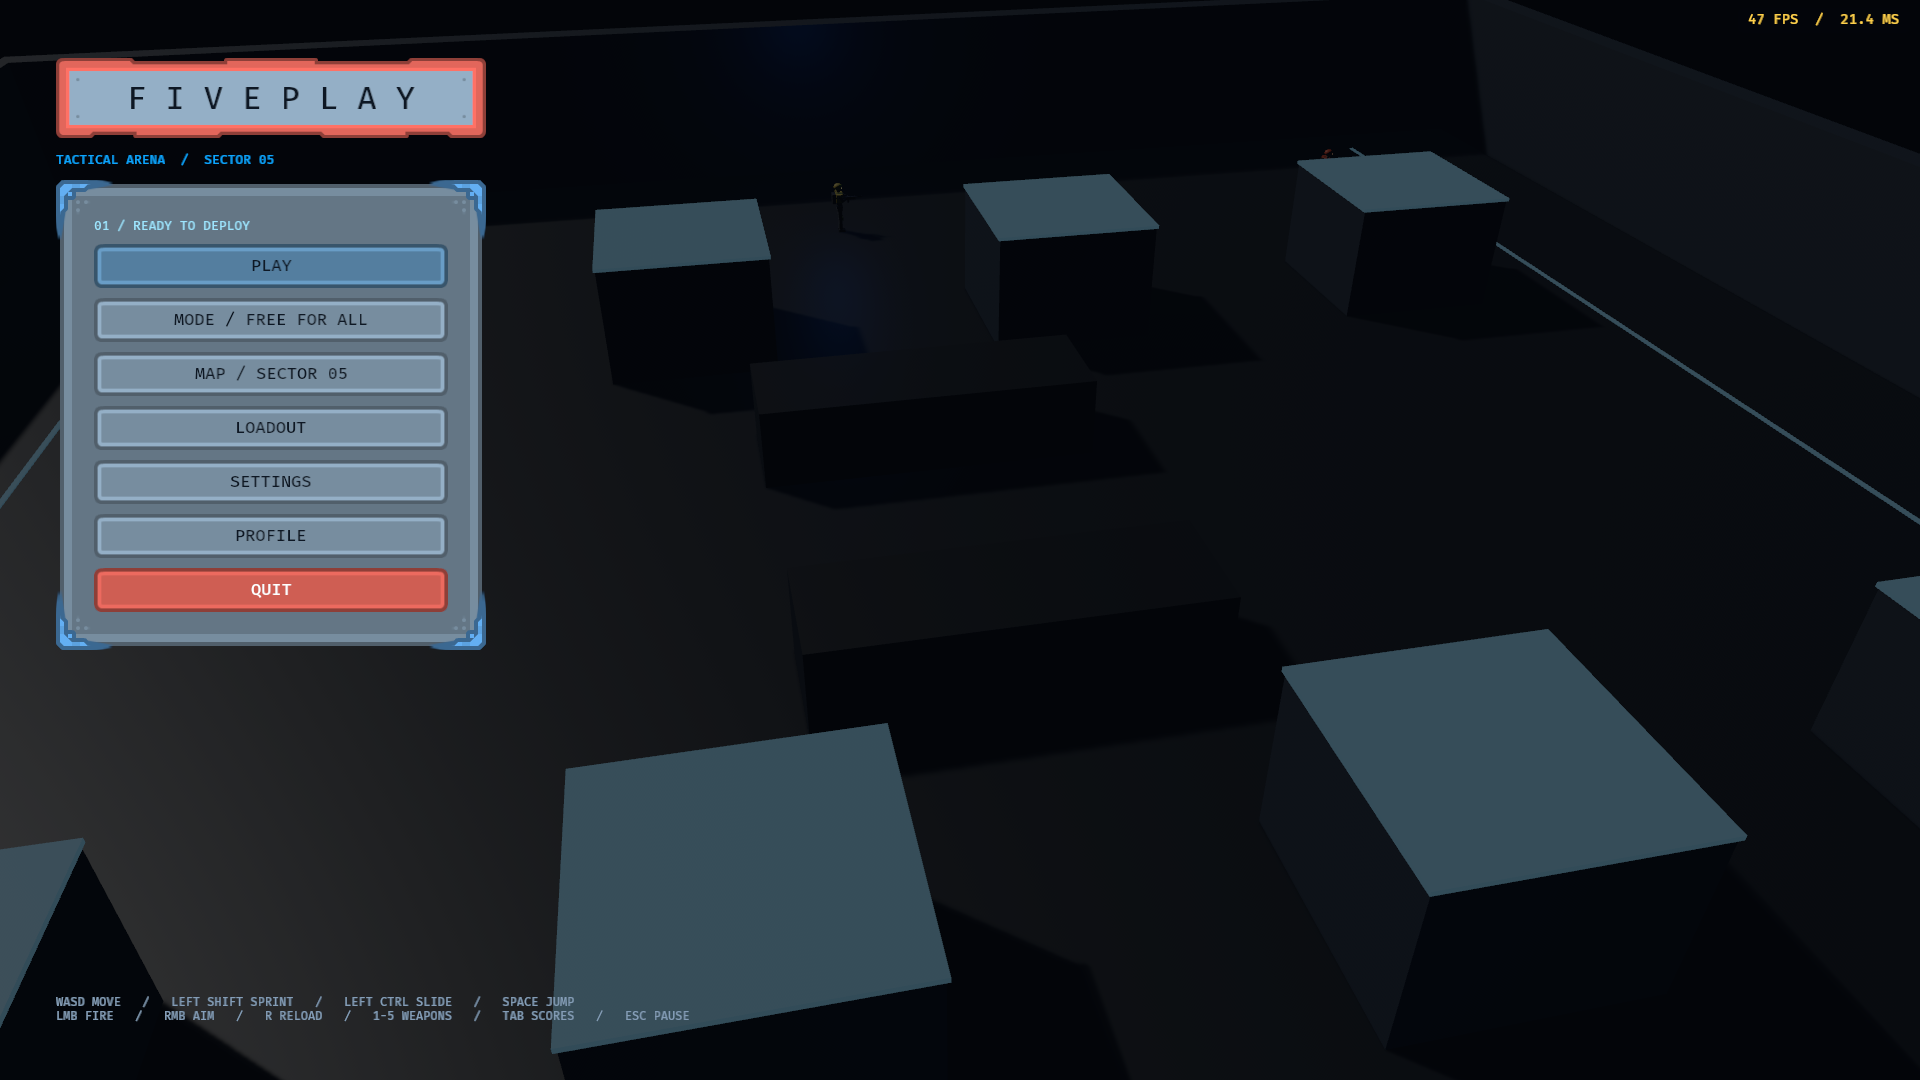 47 FPS / 21.4 MS
FIVEPLAY
TACTICAL ARENA / SECTOR 05
01 / READY TO DEPLOY
PLAY
MODE / FREE FOR ALL
MAP / SECTOR 05
LOADOUT
SETTINGS
PROFILE
QUIT
WASD MOVE / LEFT SHIFT SPRINT / LEFT CTRL SLIDE / SPACE JUMP
LMB FIRE / RMB AIM / R RELOAD / 1-5 WEAPONS / TAB SCORES / ESC PAUSE